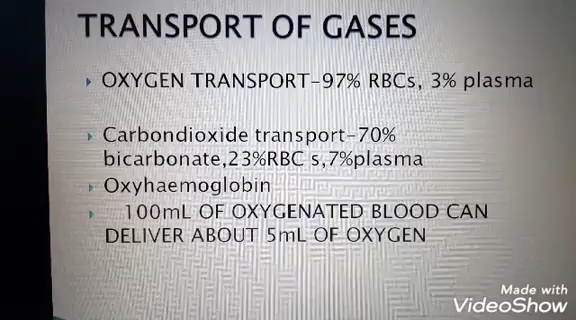 TRANSPORT OF GASES
OXYGEN TRANSPORT-97% RBCs, 3% plasma
Carbondioxide transport-70%
bicarbonate,23%RBC s,7%plasma
Oxyhaemoglobin
100mL OF OXYGENATED BLOOD CAN
DELIVER ABOUT 5mL OF OXYGEN
Made with
VideoShow